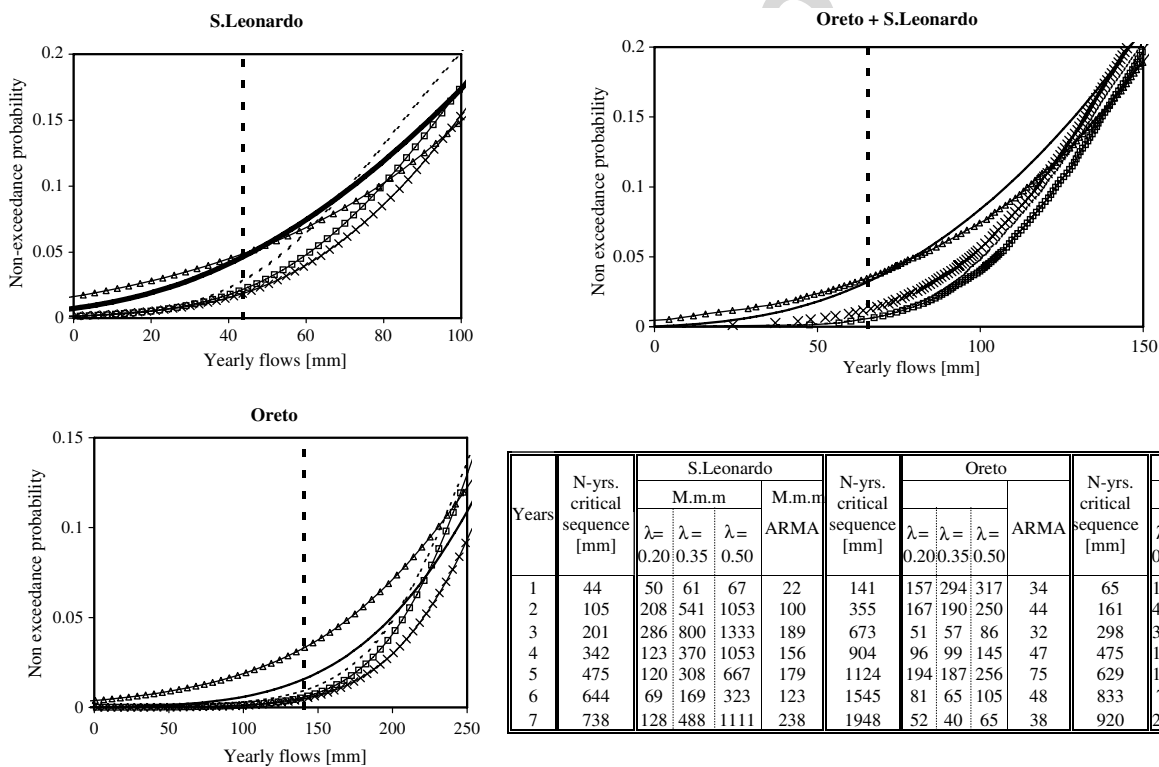 S.Leonardo
0.2
0.15
0.1
0.05
0
0 20 40 60 80 100
Non-exceedance probability
Yearly flows [mm]
Oreto + S.Leonardo
0.2
0.15
0.1
0.05
0
0 50 100 150
Non exceedance probability
Yearly flows [mm]
Oreto
0.15
0.1
0.05
0
0 50 100 150 200 250
Non exceedance probability
Yearly flows [mm]
Years N-yrs. critical sequence [mm] S.Leonardo N-yrs. critical sequence [mm] Oreto N-yrs. critical sequence [mm]
M.m.m M.m.m
λ= 0.20 λ= 0.35 λ= 0.50 ARMA λ= 0.20 λ= 0.35 λ= 0.50 ARMA
1 44 50 61 67 22 141 157 294 317 34 65 1
2 105 208 541 1053 100 355 167 190 250 44 161 4
3 201 286 800 1333 189 673 51 57 86 32 298 3
4 342 123 370 1053 156 904 96 99 145 47 475 1
5 475 120 308 667 179 1124 194 187 256 75 629 1
6 644 69 169 323 123 1545 81 65 105 48 833
7 738 128 488 1111 238 1948 52 40 65 38 920 2